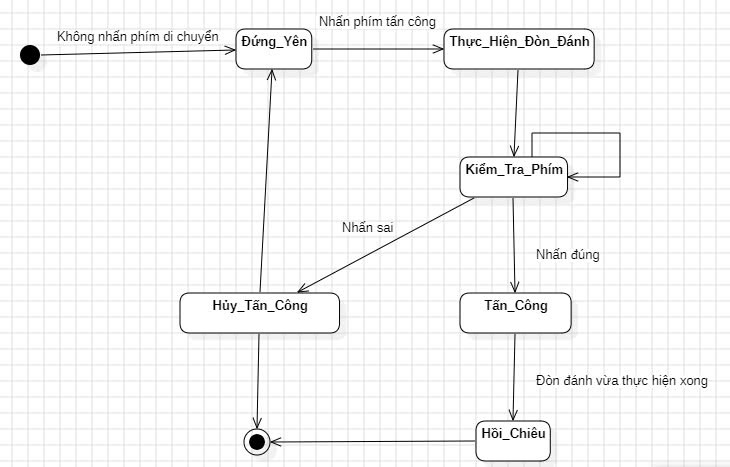 Nhấn phím tấn công
Không nhấn phím di chuyển
Đứng_Yên
Thực_Hiện_Đòn_Đánh
Kiểm_Tra_Phím
Nhấn sai
Nhấn đúng
Hủy_Tấn_Công
Tấn_Công
Đòn đánh vừa thực hiện xong
Hồi_Chiêu